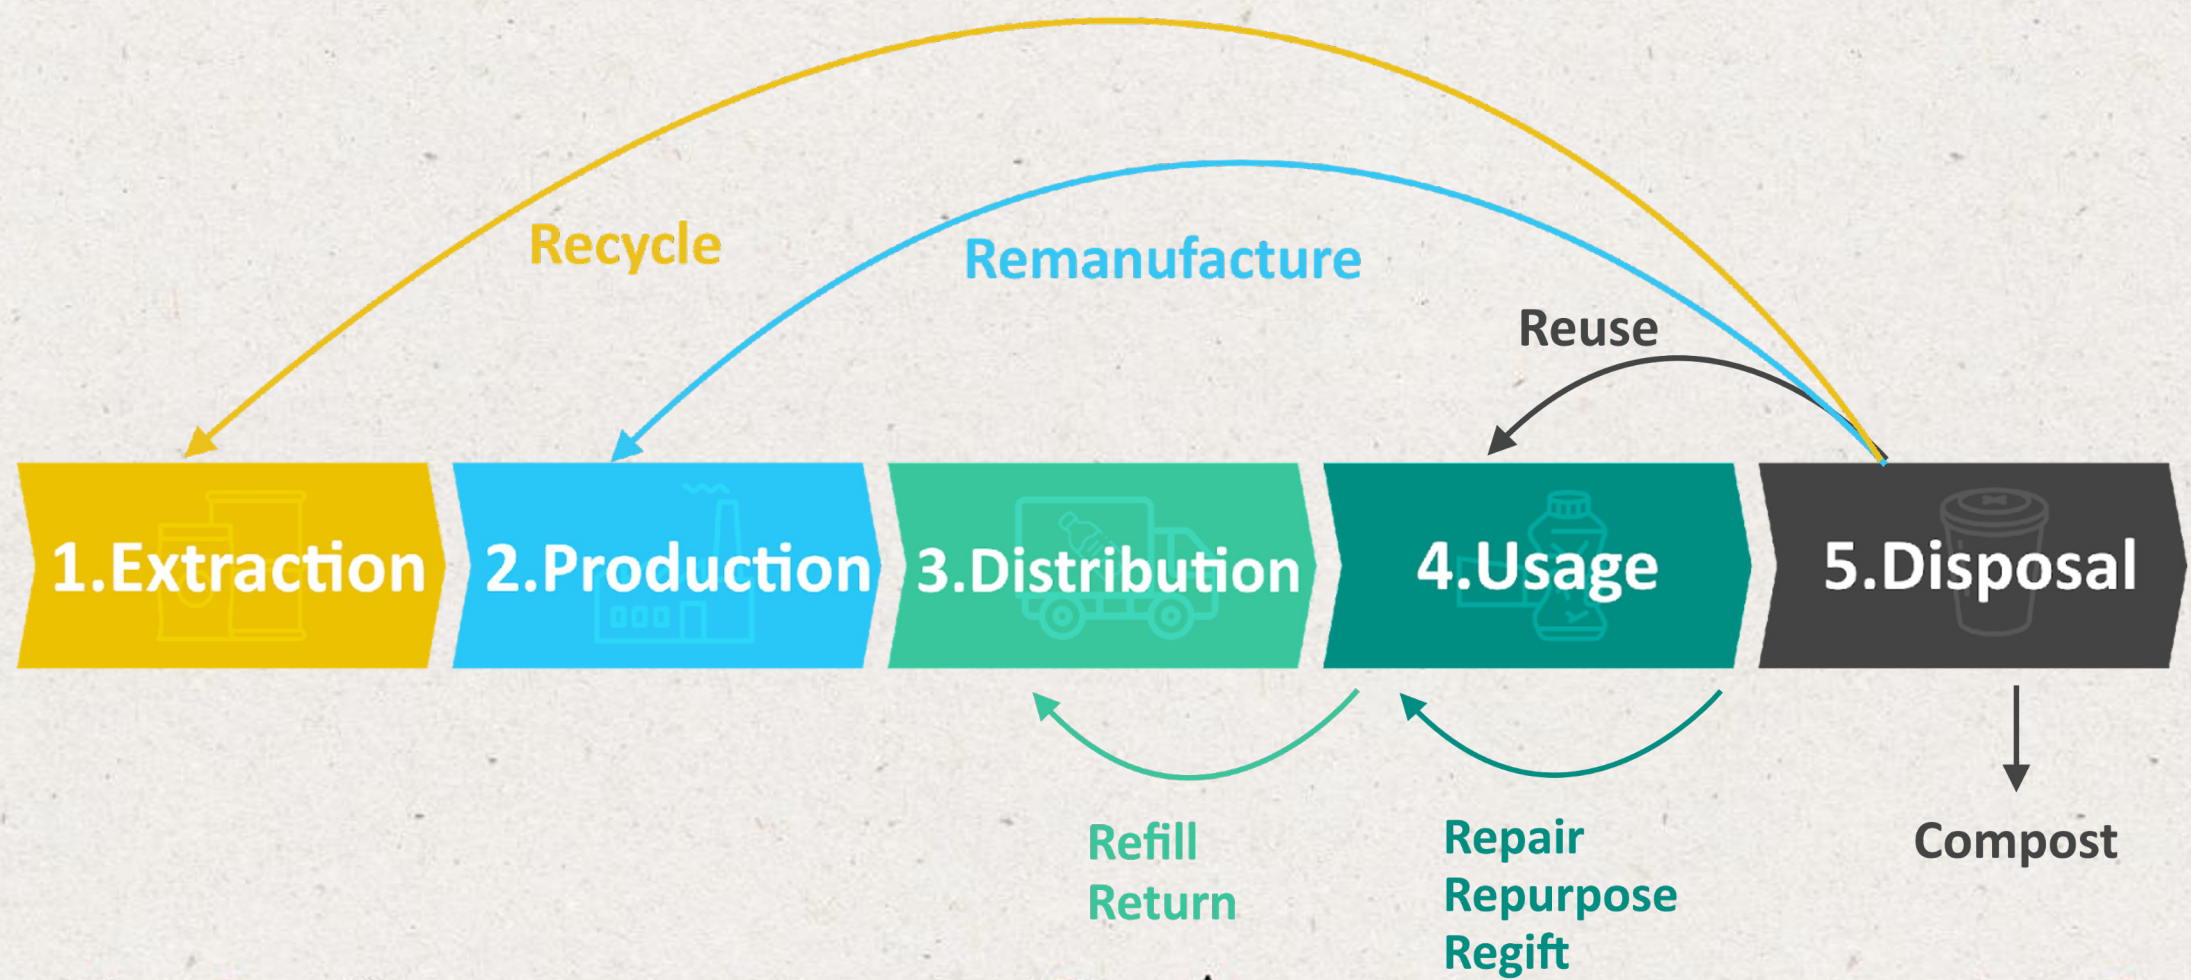 Recycle
Remanufacture
Reuse
1.Extraction
2.Production
3.Distribution
4.Usage
5.Disposal
Refill
Return
Repair
Repurpose
Regift
Compost